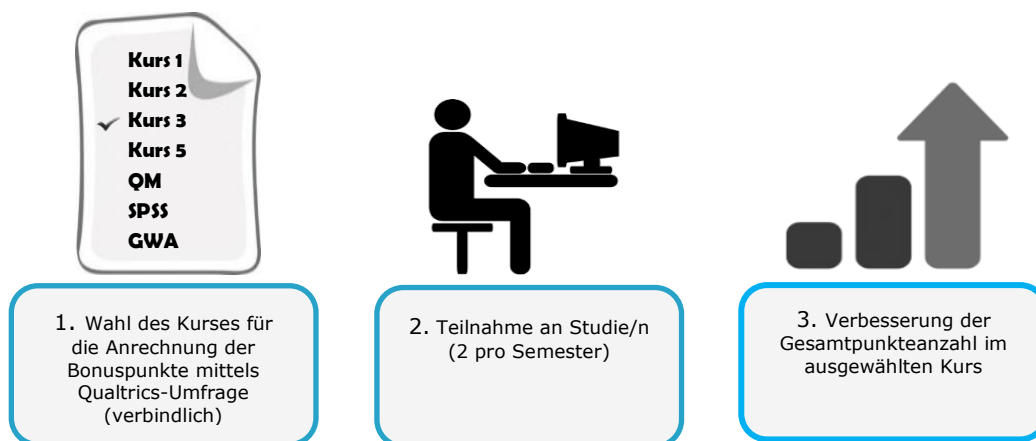 Kurs 1
Kurs 2
Kurs 3
Kurs 5
QM
SPSS
GWA
1. Wahl des Kurses für
die Anrechnung der
Bonuspunkte mittels
Qualtrics-Umfrage
(verbindlich)
2. Teilnahme an Studie/n
(2 pro Semester)
3. Verbesserung der
Gesamtpunkteanzahl im
ausgewählten Kurs